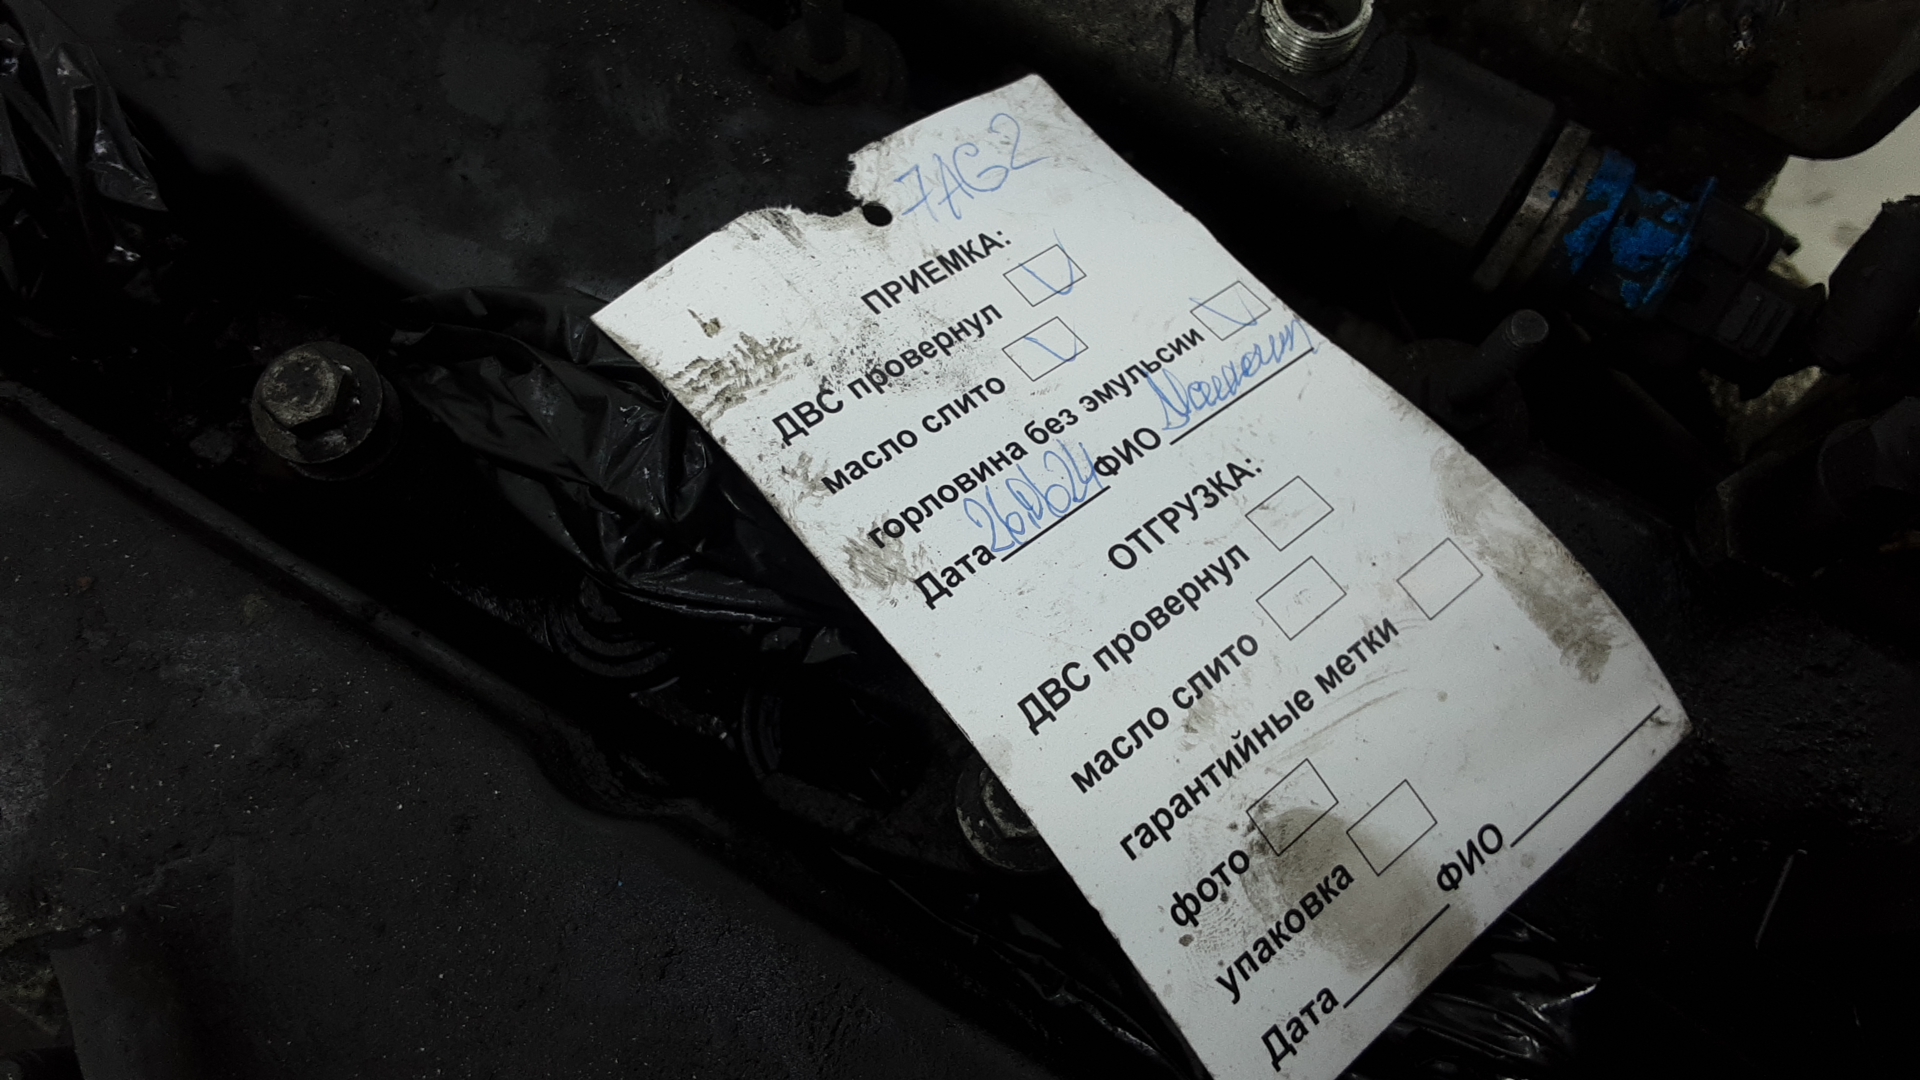 7AG2
ПРИЕМКА:
ДВС провернул
масло слито
горловина без эмульсии
Дата 26.06.24 ФИО
ОТГРУЗКА:
ДВС провернул
масло слито
гарантийные метки
фото
упаковка
Дата ФИО